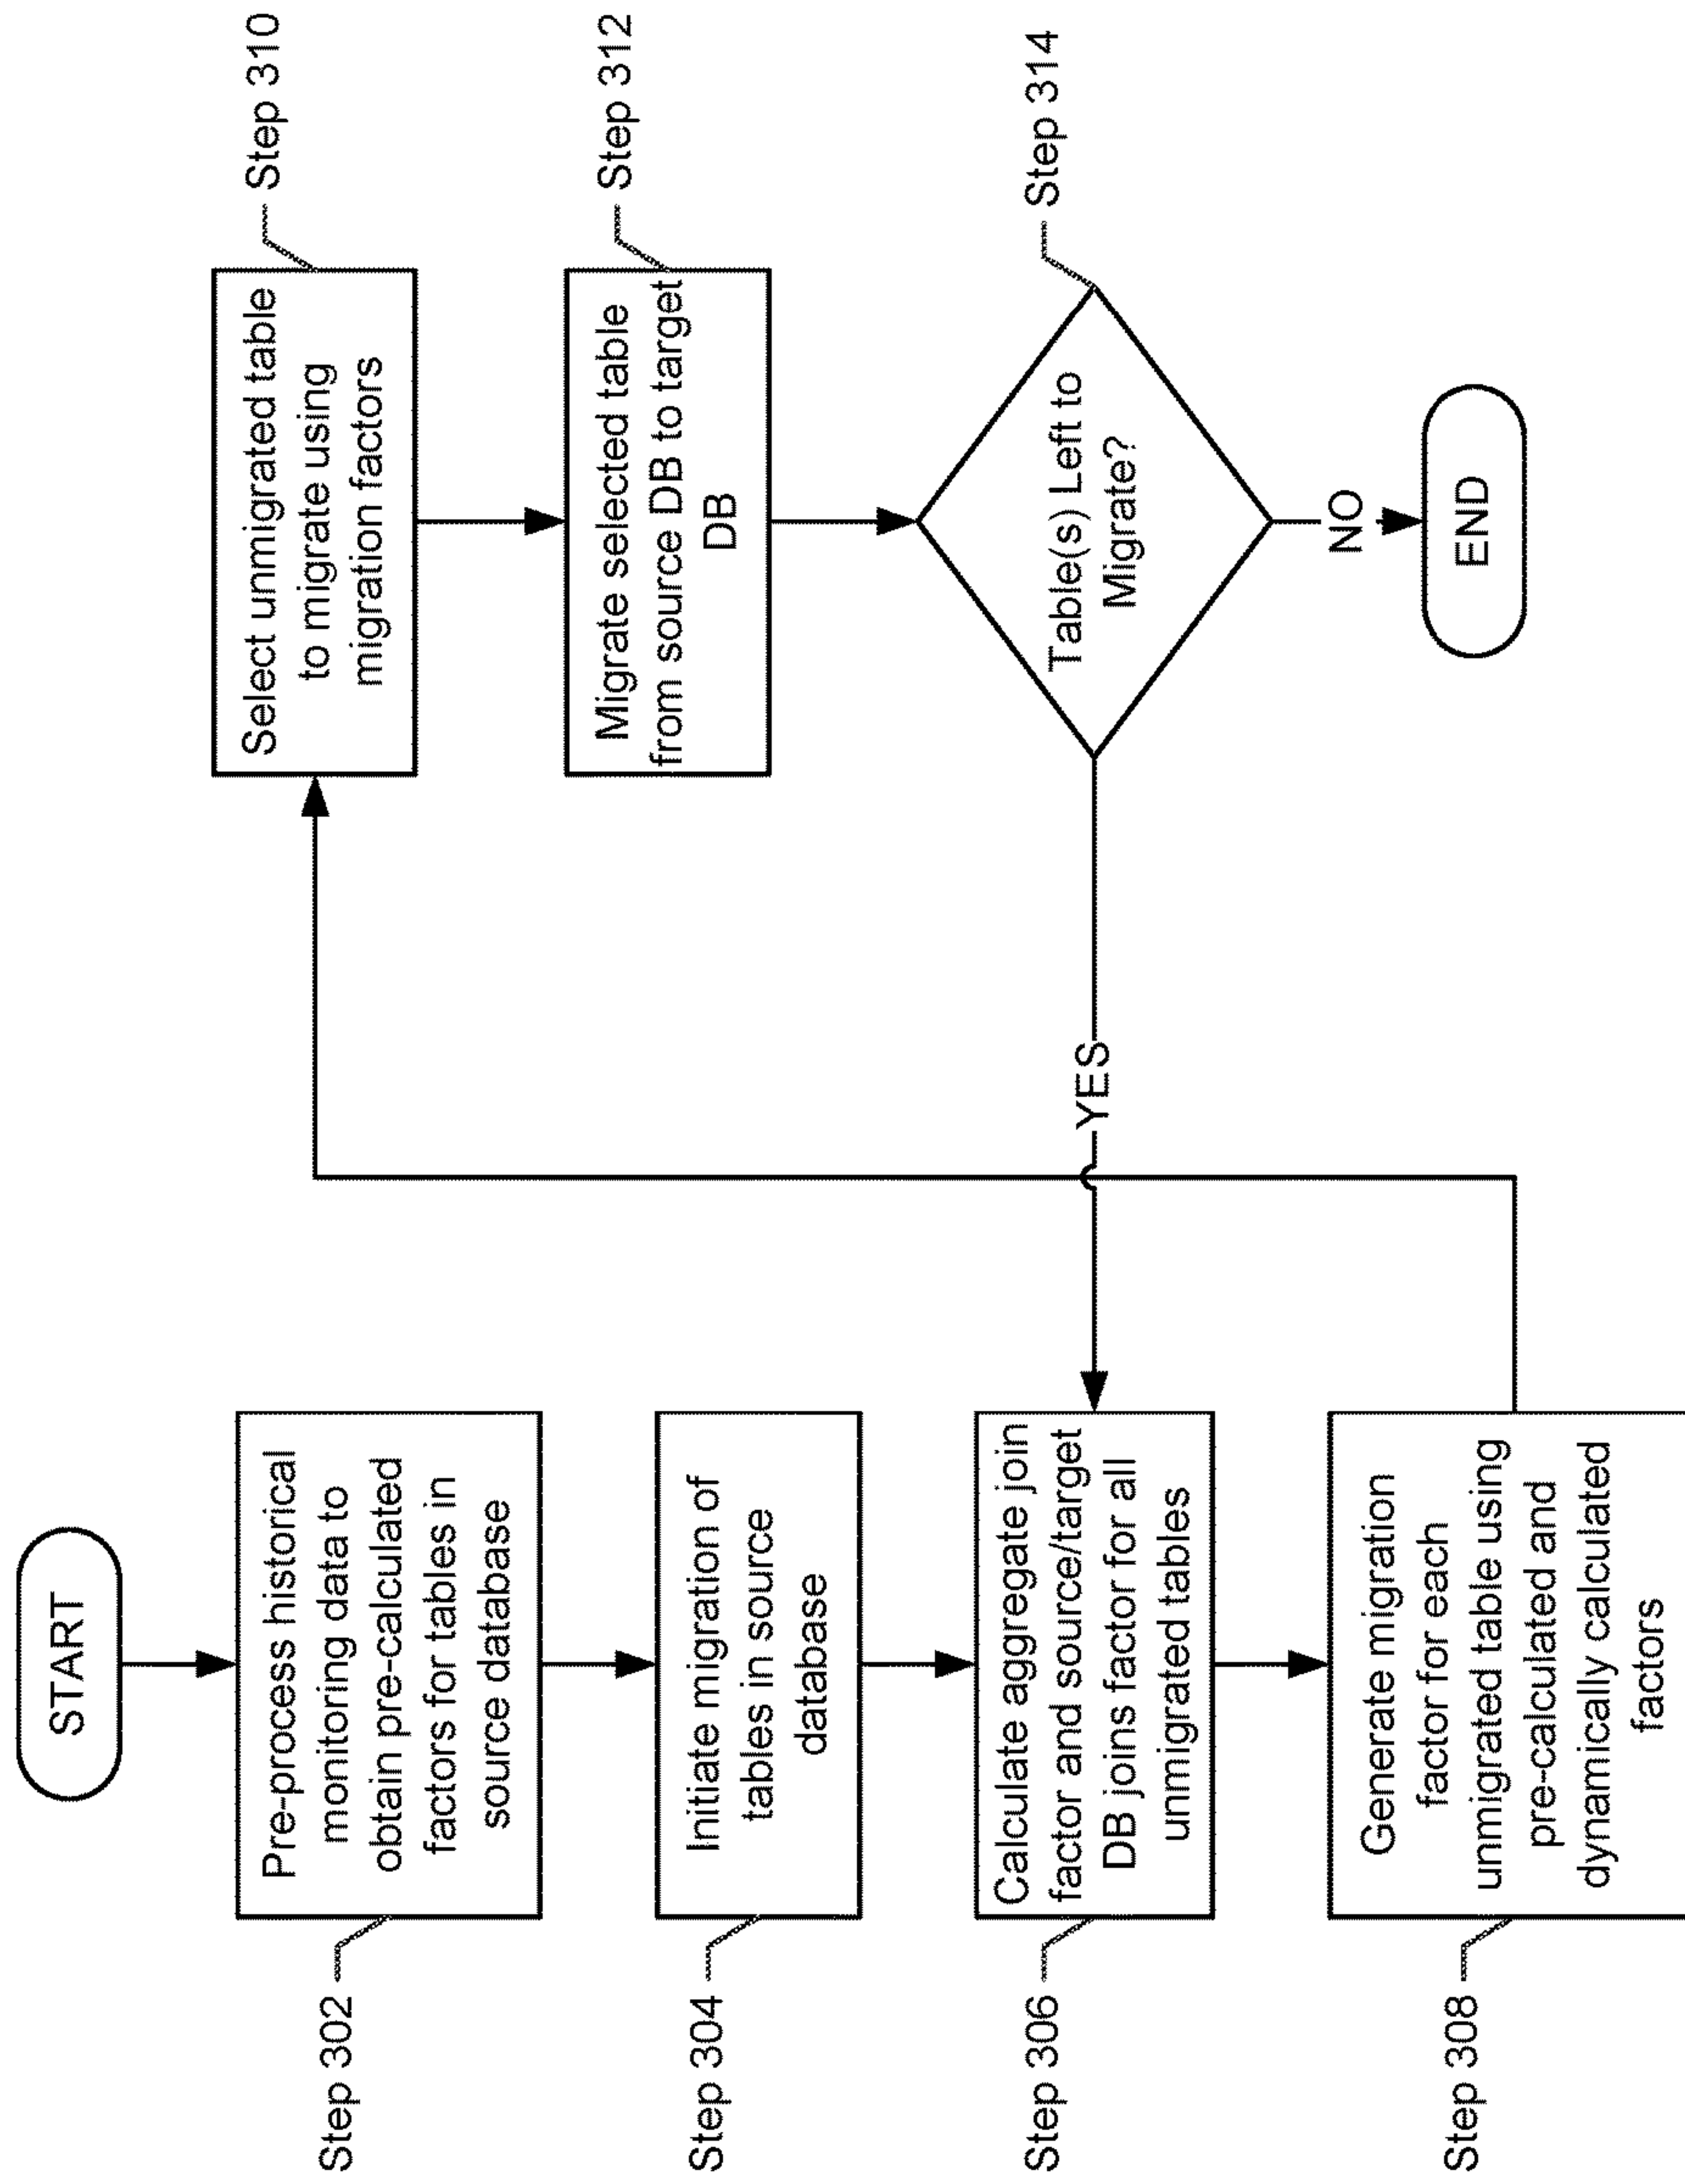 START
Step 302
Pre-process historical
monitoring data to
obtain pre-calculated
factors for tables in
source database
Step 304
Initiate migration of
tables in source
database
Step 306
Calculate aggregate join
factor and source/target
DB joins factor for all
unmigrated tables
Step 308
Generate migration
factor for each
unmigrated table using
pre-calculated and
dynamically calculated
factors
Step 310
Select unmigrated table
to migrate using
migration factors
Step 312
Migrate selected table
from source DB to target
DB
Step 314
Table(s) Left to
Migrate?
YES
NO
END